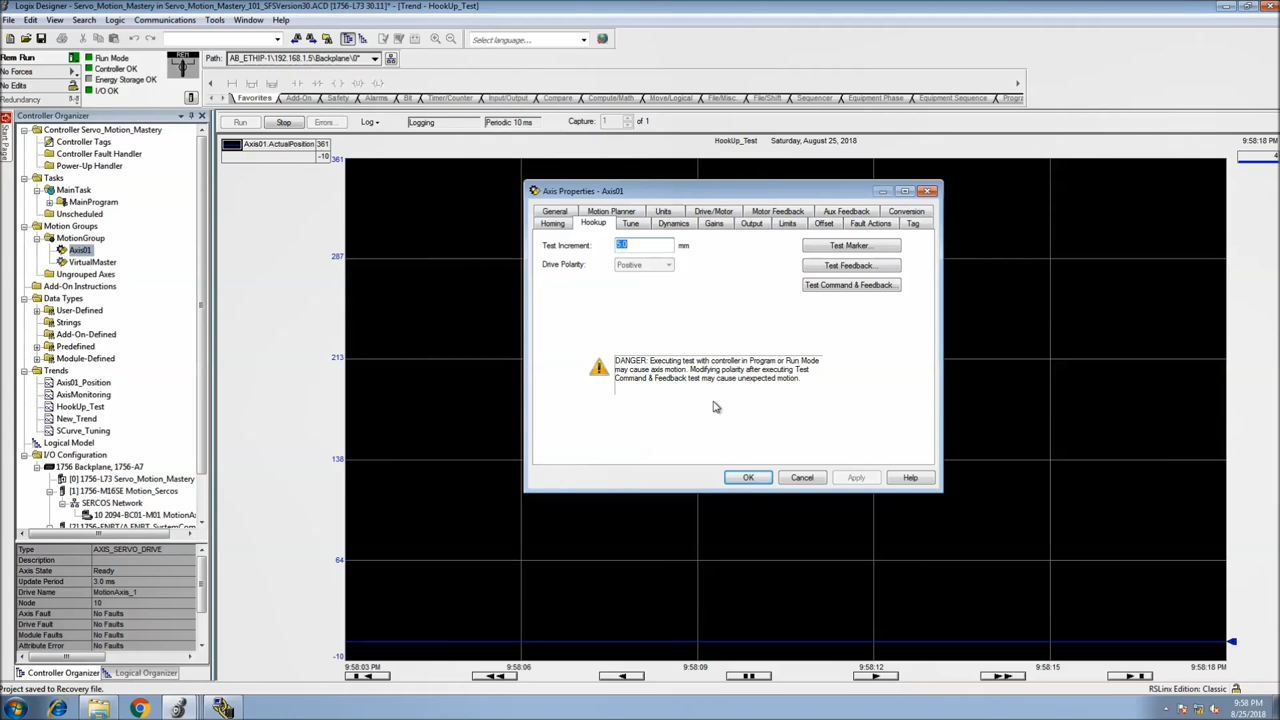 Logix Designer - Servo_Motion_Mastery in Servo_Motion_Mastery_101_SFSVersion30.ACD [1756-L73 30.11]* - [Trend - HookUp_Test]
File Edit View Search Logic Communications Tools Window Help
Select language...
Rem Run
Run Mode
No Forces
Controller OK
No Edits
Energy Storage OK
Redundancy
I/O OK
REM
Path: AB_ETHIP-1\192.168.1.5\Backplane\0*
Favorites Add-On Safety Alarms Bit Timer/Counter Input/Output Compare Compute/Math Move/Logical File/Misc. File/Shift Sequencer Equipment Phase Equipment Sequence Progr
Start Page
Controller Organizer
Run Stop Errors... Log Logging Periodic 10 ms Capture: 1 of 1
Controller Servo_Motion_Mastery
Controller Tags
Controller Fault Handler
Power-Up Handler
Tasks
MainTask
MainProgram
Unscheduled
Motion Groups
MotionGroup
Axis01
VirtualMaster
Ungrouped Axes
Add-On Instructions
Data Types
User-Defined
Strings
Add-On-Defined
Predefined
Module-Defined
Trends
Axis01_Position
AxisMonitoring
HookUp_Test
New_Trend
SCurve_Tuning
Logical Model
I/O Configuration
1756 Backplane, 1756-A7
[0] 1756-L73 Servo_Motion_Mastery
[1] 1756-M16SE Motion_Sercos
SERCOS Network
10 2094-BC01-M01 MotionA
[2] 1756-ENBT/A ENBT_SystemCom
Type AXIS_SERVO_DRIVE
Description
Axis State Ready
Update Period 3.0 ms
Drive Name MotionAxis_1
Node 10
Axis Fault No Faults
Drive Fault No Faults
Module Faults No Faults
Attribute Error No Faults
Controller Organizer Logical Organizer
Project saved to Recovery file.
Axis01.ActualPosition 361
-10
HookUp_Test
Saturday, August 25, 2018
9:58:18 PM
4
361
287
213
138
64
-10
9:58:03 PM 9:58:06 9:58:09 9:58:12 9:58:15 9:58:18 PM
Axis Properties - Axis01
General Motion Planner Units Drive/Motor Motor Feedback Aux Feedback Conversion
Homing Hookup Tune Dynamics Gains Output Limits Offset Fault Actions Tag
Test Increment: 5.0 mm
Drive Polarity: Positive
Test Marker...
Test Feedback...
Test Command & Feedback...
DANGER: Executing test with controller in Program or Run Mode
may cause axis motion. Modifying polarity after executing Test
Command & Feedback test may cause unexpected motion.
OK Cancel Apply Help
RSLinx Edition: Classic
9:58 PM
8/25/2018